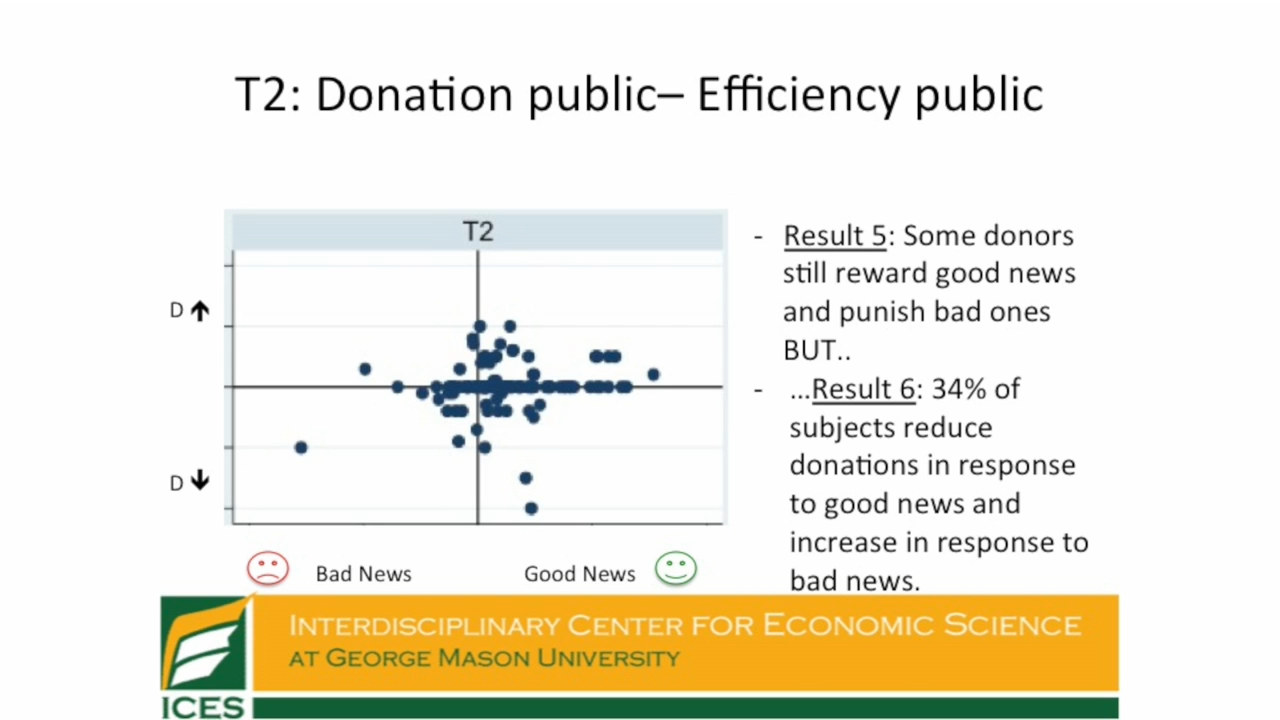 T2: Donation public– Efficiency public
T2
D
D
Bad News
Good News
- Result 5: Some donors
still reward good news
and punish bad ones
BUT..
- ...Result 6: 34% of
subjects reduce
donations in response
to good news and
increase in response to
bad news.
INTERDISCIPLINARY CENTER FOR ECONOMIC SCIENCE
AT GEORGE MASON UNIVERSITY
ICES